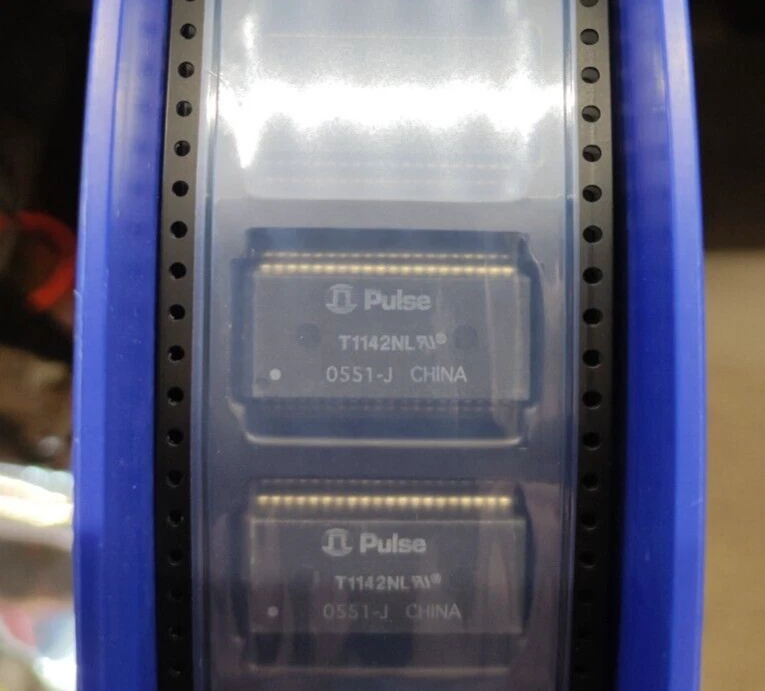 Pulse
T1142NL ®
0551-J CHINA
Pulse
T1142NL ®
0551-J CHINA